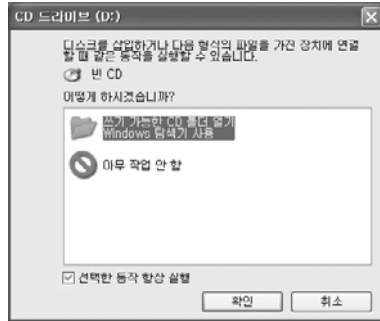 CD 드라이브 (D:)
디스크를 삽입하거나 다음 형식의 파일을 가진 장치에 연결
할 때 같은 동작을 실행할 수 있습니다.
빈 CD
어떻게 하시겠습니까?
쓰기 가능한 CD 폴더 열기
Windows 탐색기 사용
아무 작업 안 함
선택한 동작 항상 실행
확인
취소